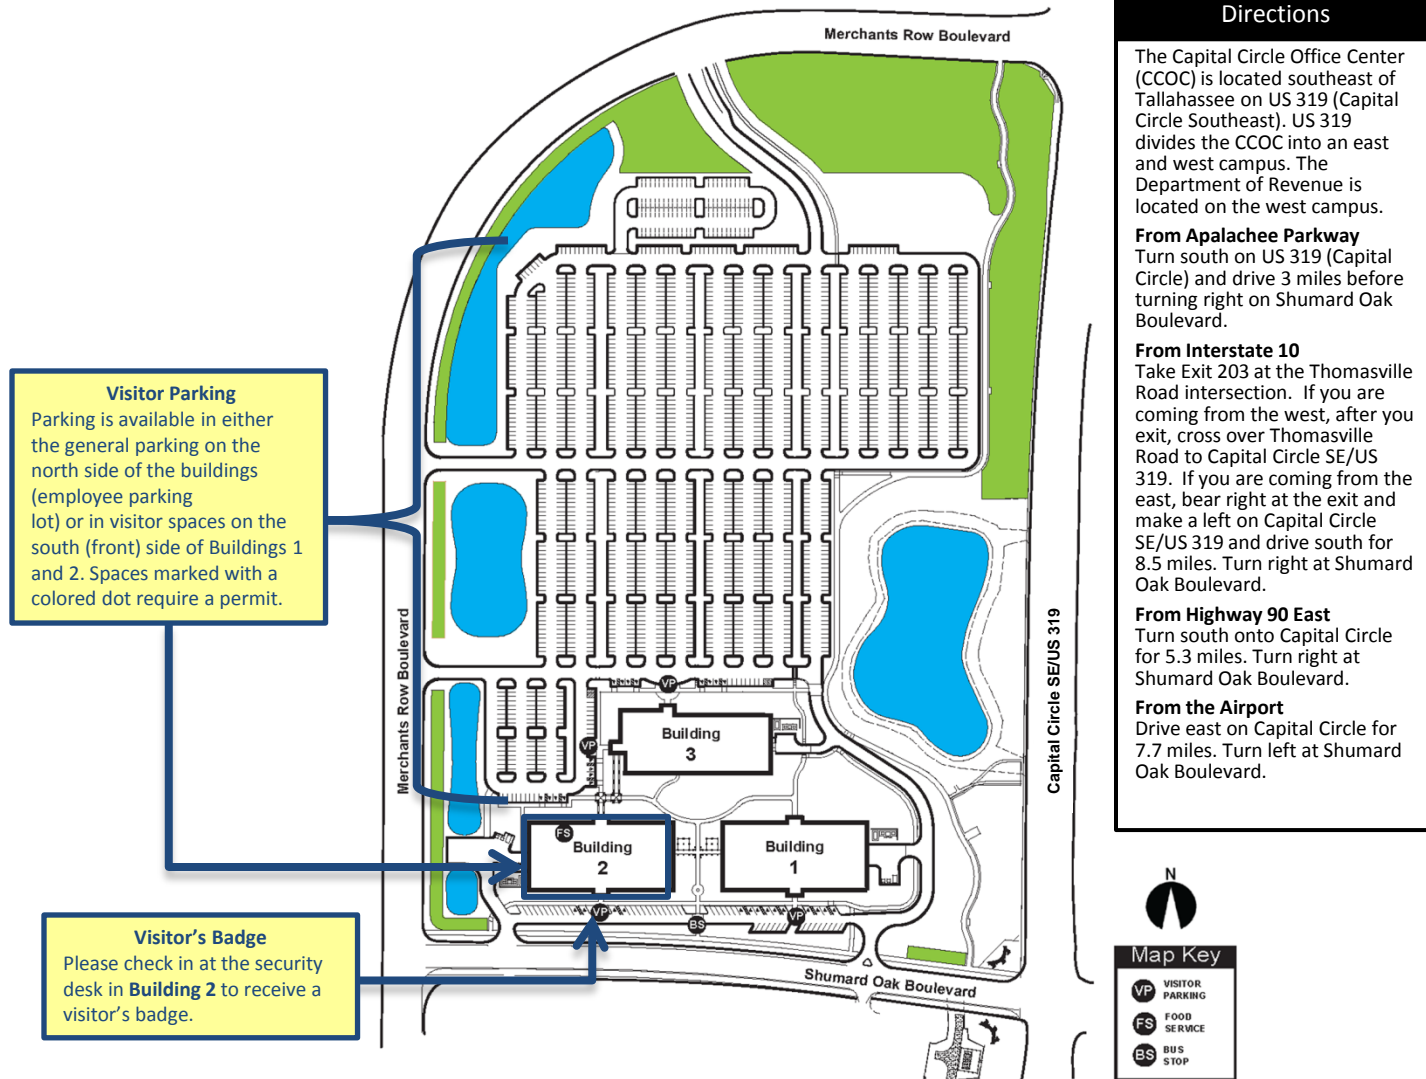 Merchants Row Boulevard
Directions
The Capital Circle Office Center
(CCOC) is located southeast of
Tallahassee on US 319 (Capital
Circle Southeast). US 319
divides the CCOC into an east
and west campus. The
Department of Revenue is
located on the west campus.
From Apalachee Parkway
Turn south on US 319 (Capital
Circle) and drive 3 miles before
turning right on Shumard Oak
Boulevard.
From Interstate 10
Take Exit 203 at the Thomasville
Road intersection.  If you are
coming from the west, after you
exit, cross over Thomasville
Road to Capital Circle SE/US
319.  If you are coming from the
east, bear right at the exit and
make a left on Capital Circle
SE/US 319 and drive south for
8.5 miles. Turn right at Shumard
Oak Boulevard.
From Highway 90 East
Turn south onto Capital Circle
for 5.3 miles. Turn right at
Shumard Oak Boulevard.
From the Airport
Drive east on Capital Circle for
7.7 miles. Turn left at Shumard
Oak Boulevard.
Visitor Parking
Parking is available in either
the general parking on the
north side of the buildings
(employee parking
lot) or in visitor spaces on the
south (front) side of Buildings 1
and 2. Spaces marked with a
colored dot require a permit.
Merchants Row Boulevard
Capital Circle SE/US 319
VP
VP
Building
3
FS
Building
2
Building
1
VP
BS
VP
Visitor's Badge
Please check in at the security
desk in Building 2 to receive a
visitor's badge.
Shumard Oak Boulevard
N
Map Key
VP VISITOR
PARKING
FS FOOD
SERVICE
BS BUS
STOP